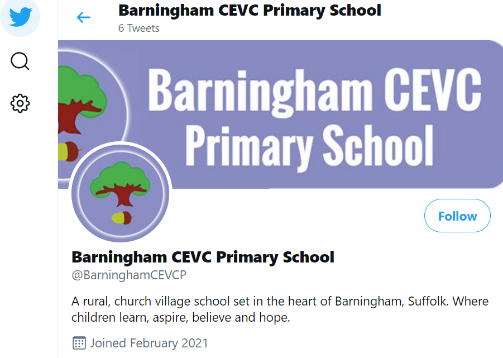 Barningham CEVC Primary School
6 Tweets
Barningham CEVC
Primary School
Follow
Barningham CEVC Primary School
@BarninghamCEVCP
A rural, church village school set in the heart of Barningham, Suffolk. Where
children learn, aspire, believe and hope.
Joined February 2021